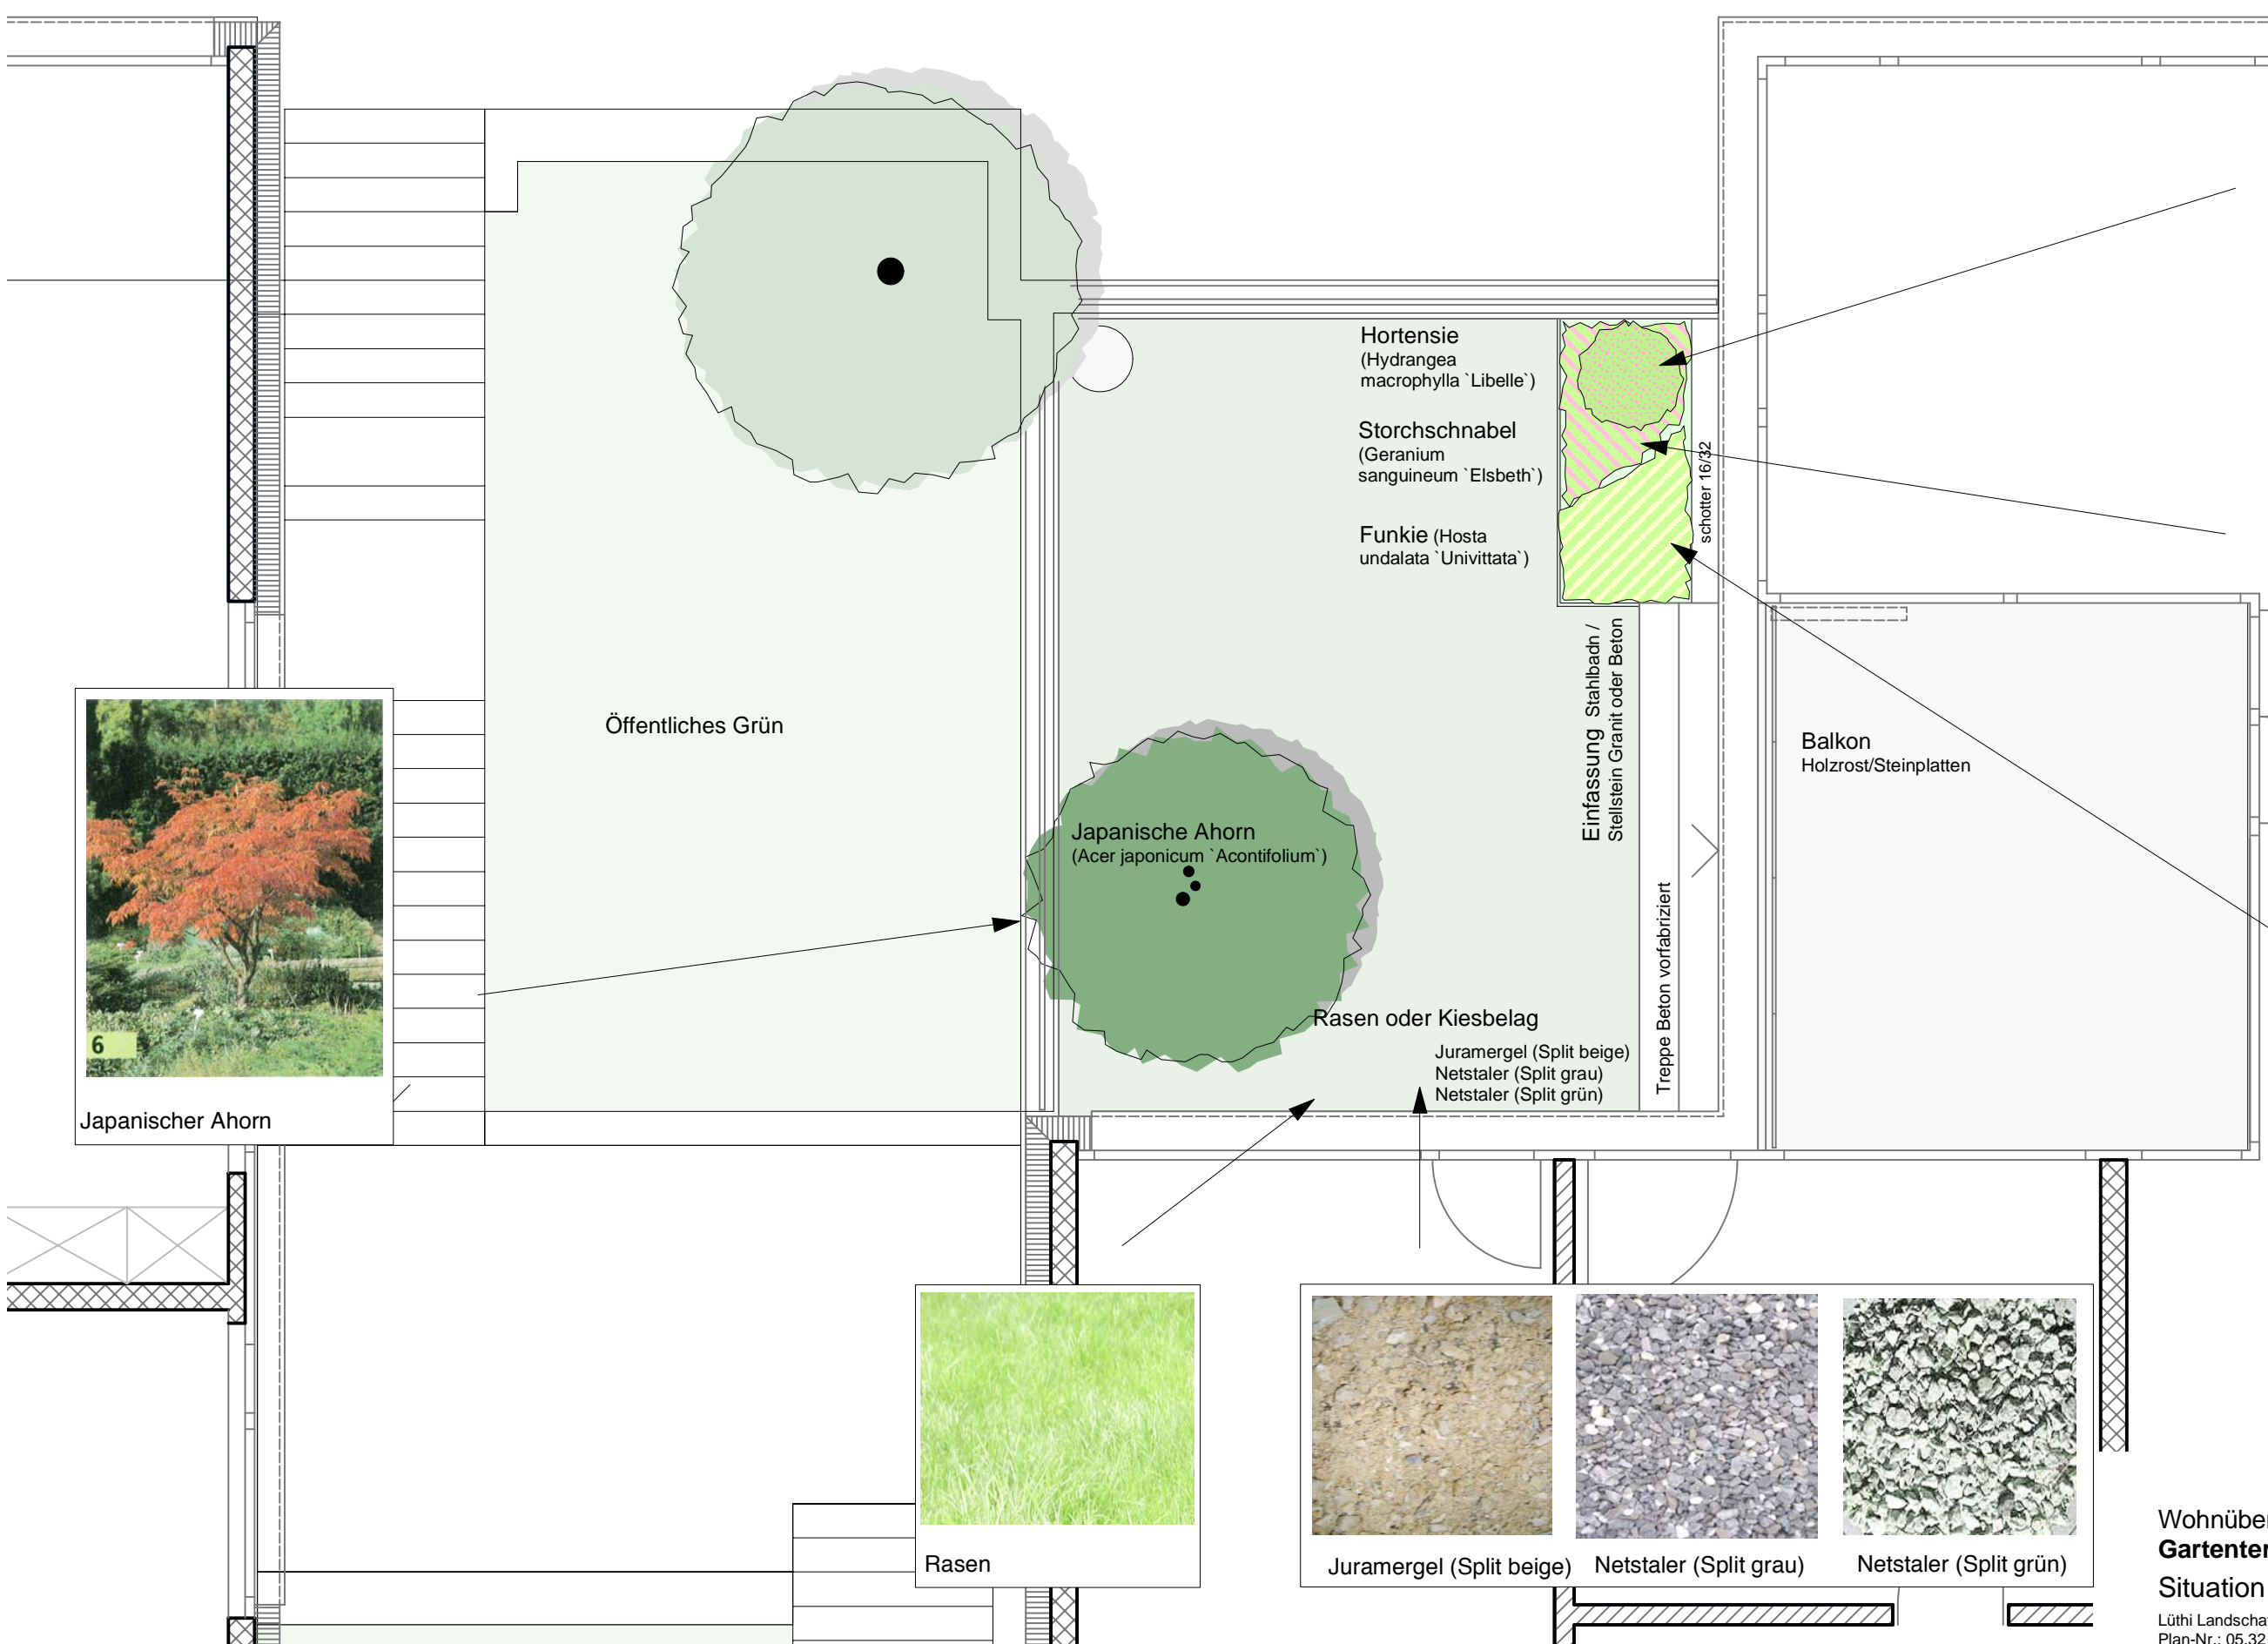 Hortensie
(Hydrangea
macrophylla `Libelle`)
Storchschnabel
(Geranium
sanguineum `Elsbeth`)
Funkie (Hosta
undalata `Univittata`)
schotter 16/32
Einfassung Stahlbadn /
Stellstein Granit oder Beton
Treppe Beton vorfabriziert
Öffentliches Grün
Balkon
Holzrost/Steinplatten
Japanische Ahorn
(Acer japonicum `Acontifolium`)
Rasen oder Kiesbelag
Juramergel (Split beige)
Netstaler (Split grau)
Netstaler (Split grün)
6
Japanischer Ahorn
Rasen
Juramergel (Split beige)
Netstaler (Split grau)
Netstaler (Split grün)
Wohnüber
Gartenter
Situation
Lüthi Landscha
Plan-Nr.: 05.32